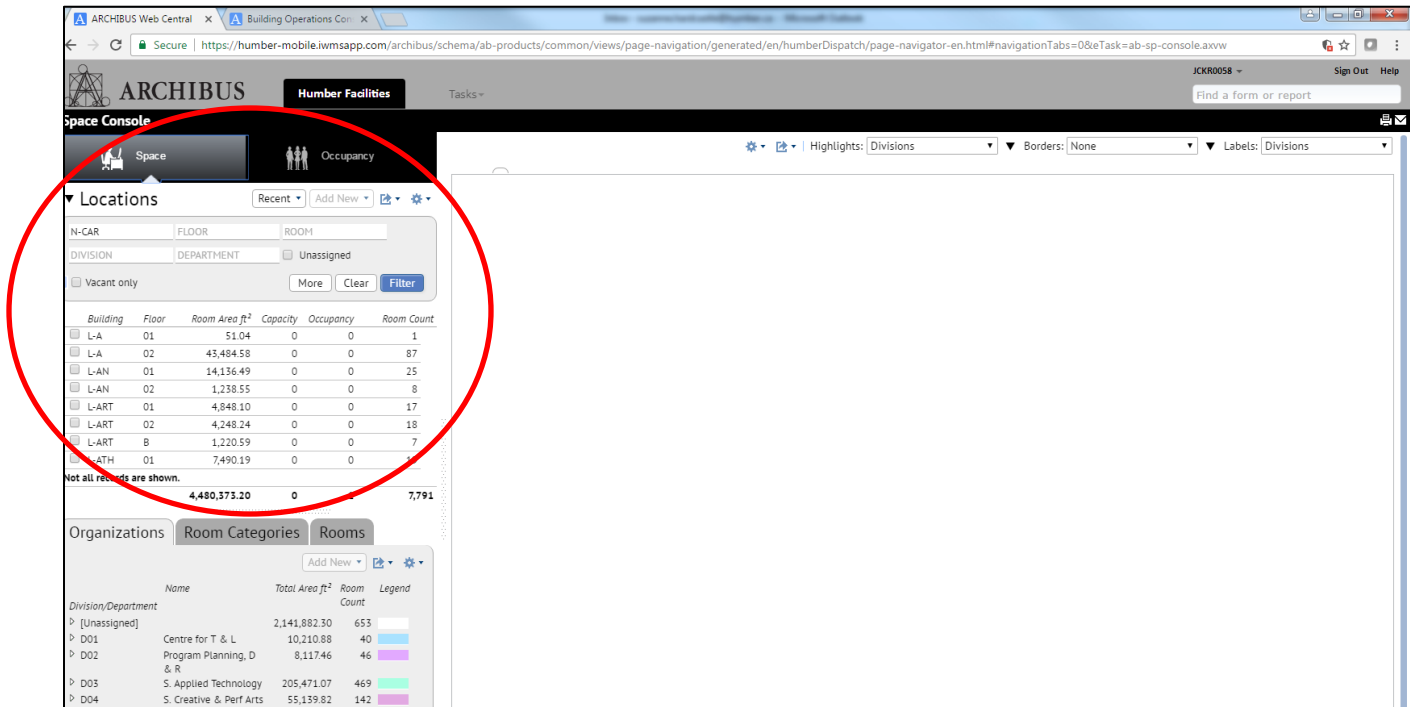 ARCHIBUS Web Central
Building Operations Con
Secure | https://humber-mobile.iwmsapp.com/archibus/schema/ab-products/common/views/page-navigation/generated/en/humberDispatch/page-navigator-en.html#navigationTabs=0&eTask=ab-sp-console.axvw
JCKR0058 Sign Out Help
ARCHIBUS Humber Facilities Tasks
Find a form or report
Space Console
Space Occupancy
Highlights: Divisions Borders: None Labels: Divisions
Locations Recent Add New
N-CAR FLOOR ROOM
DIVISION DEPARTMENT Unassigned
Vacant only More Clear Filter
Building Floor Room Area ft² Capacity Occupancy Room Count
L-A 01 51.04 0 0 1
L-A 02 43,484.58 0 0 87
L-AN 01 14,136.49 0 0 25
L-AN 02 1,238.55 0 0 8
L-ART 01 4,848.10 0 0 17
L-ART 02 4,248.24 0 0 18
L-ART B 1,220.59 0 0 7
L-ATH 01 7,490.19 0 0
Not all records are shown.
4,480,373.20 0 7,791
Organizations Room Categories Rooms
Add New
Name Total Area ft² Room Count Legend
Division/Department
[Unassigned] 2,141,882.30 653
D01 Centre for T & L 10,210.88 40
D02 Program Planning, D 8,117.46 46
& R
D03 S. Applied Technology 205,471.07 469
D04 S. Creative & Perf Arts 55,139.82 142